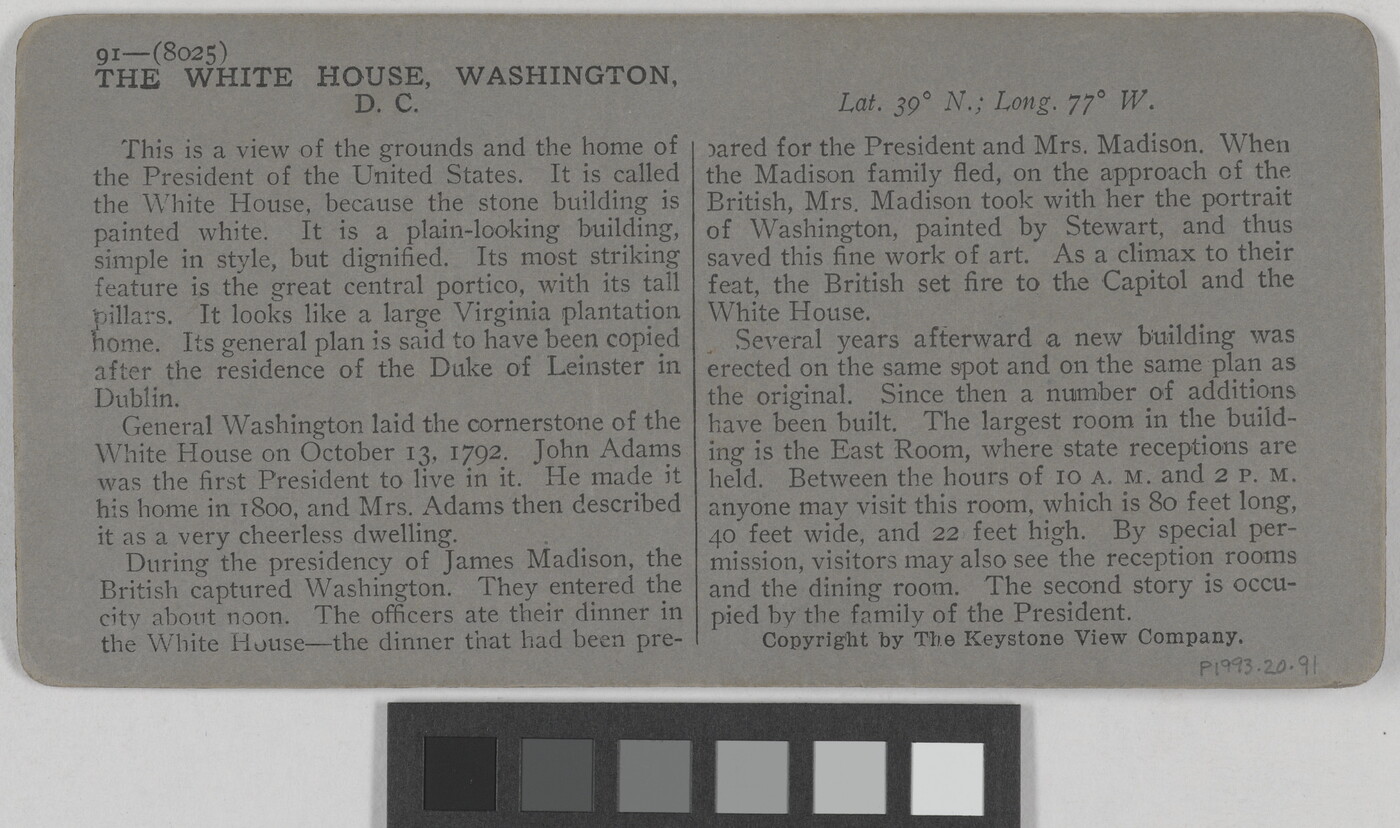 91—(8025)
THE WHITE HOUSE, WASHINGTON,
D. C.
Lat. 39° N.; Long. 77° W.
This is a view of the grounds and the home of
the President of the United States. It is called
the White House, because the stone building is
painted white. It is a plain-looking building,
simple in style, but dignified. Its most striking
feature is the great central portico, with its tall
pillars. It looks like a large Virginia plantation
home. Its general plan is said to have been copied
after the residence of the Duke of Leinster in
Dublin.
General Washington laid the cornerstone of the
White House on October 13, 1792. John Adams
was the first President to live in it. He made it
his home in 1800, and Mrs. Adams then described
it as a very cheerless dwelling.
During the presidency of James Madison, the
British captured Washington. They entered the
city about noon. The officers ate their dinner in
the White House—the dinner that had been pre-
pared for the President and Mrs. Madison. When
the Madison family fled, on the approach of the
British, Mrs. Madison took with her the portrait
of Washington, painted by Stewart, and thus
saved this fine work of art. As a climax to their
feat, the British set fire to the Capitol and the
White House.
Several years afterward a new building was
erected on the same spot and on the same plan as
the original. Since then a number of additions
have been built. The largest room in the build-
ing is the East Room, where state receptions are
held. Between the hours of 10 A. M. and 2 P. M.
anyone may visit this room, which is 80 feet long,
40 feet wide, and 22 feet high. By special per-
mission, visitors may also see the reception rooms
and the dining room. The second story is occu-
pied by the family of the President.
Copyright by The Keystone View Company.
P1993.20.91